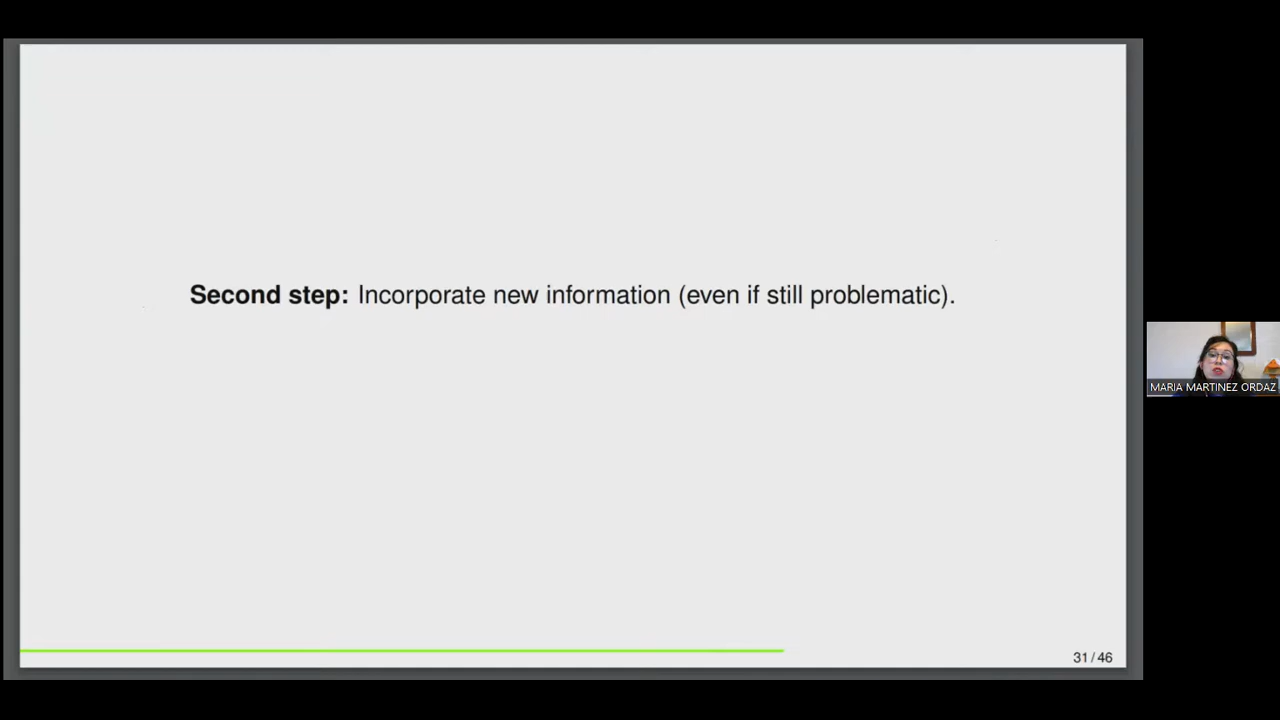 Second step: Incorporate new information (even if still problematic).
MARIA MARTINEZ ORDAZ
31 / 46